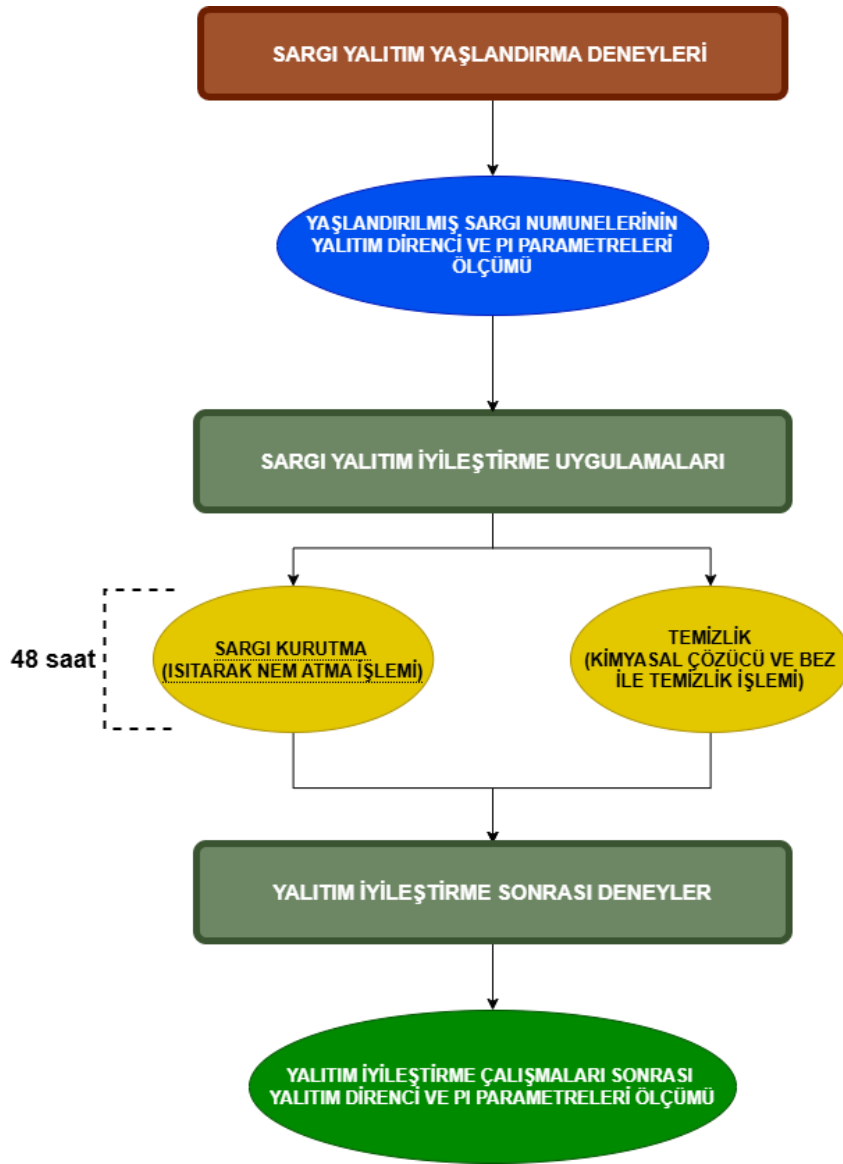 SARGI YALITIM YAŞLANDIRMA DENEYLERİ
YAŞLANDIRILMIŞ SARGI NUMUNELERİNİN
YALITIM DİRENCİ VE PI PARAMETRELERİ
ÖLÇÜMÜ
SARGI YALITIM İYİLEŞTİRME UYGULAMALARI
48 saat
SARGI KURUTMA
(ISITARAK NEM ATMA İŞLEMİ)
TEMİZLİK
(KİMYASAL ÇÖZÜCÜ VE BEZ
İLE TEMİZLİK İŞLEMİ)
YALITIM İYİLEŞTİRME SONRASI DENEYLER
YALITIM İYİLEŞTİRME ÇALIŞMALARI SONRASI
YALITIM DİRENCİ VE PI PARAMETRELERİ ÖLÇÜMÜ